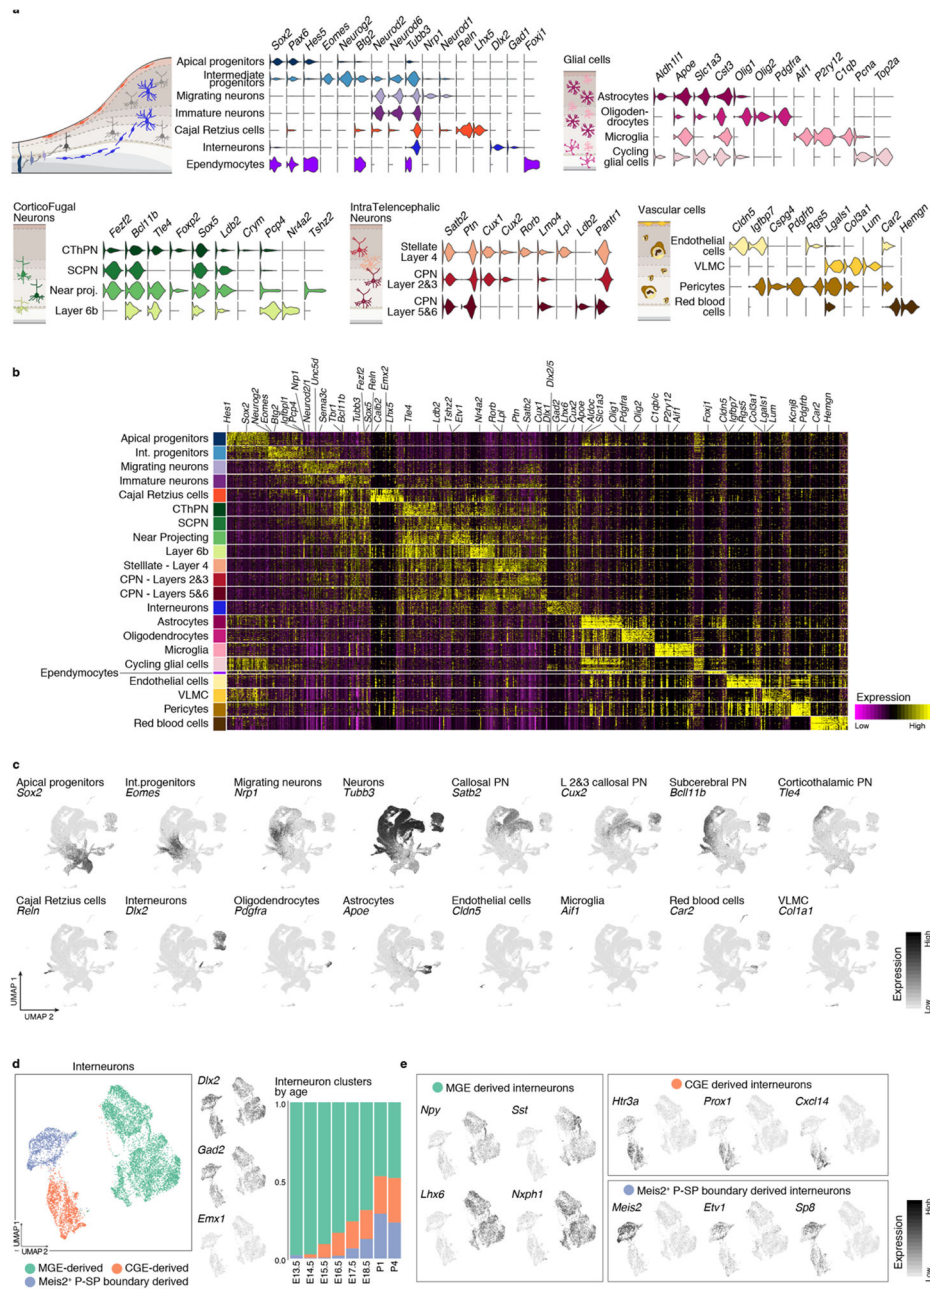 a
Sox2 Pax6 Hes5 Eomes Neurog2 Btg2 Neurod2 Neurod6 Tubb3 Nrp1 Neurod1 Reln Lhx5 Dlx2 Gad1 Foxj1
Apical progenitors
Intermediate
progenitors
Migrating neurons
Immature neurons
Cajal Retzius cells
Interneurons
Ependymocytes
Glial cells
Aldh1l1 Apoe Slc1a3 Cst3 Olig1 Olig2 Pdgfra Aif1 P2ry12 C1qb Pcna Top2a
Astrocytes
Oligoden-
drocytes
Microglia
Cycling
glial cells
CorticoFugal
Neurons
Fezf2 Bcl11b Tle4 Foxp2 Sox5 Ldb2 Crym Pcp4 Nr4a2 Tshz2
CThPN
SCPN
Near proj.
Layer 6b
IntraTelencephalic
Neurons
Satb2 Ptn Cux1 Cux2 Rorb Lmo4 Lpl Ldb2 Pantr1
Stellate
Layer 4
CPN
Layer 2&3
CPN
Layer 5&6
Vascular cells
Cldn5 Igfbp7 Cspg4 Pdgfrb Rgs5 Lgals1 Col3a1 Lum Car2 Hemgn
Endothelial
cells
VLMC
Pericytes
Red blood
cells
b
Hes1 Sox2 Neurog2 Eomes Btg2 Pcp4 Nrp1 Neurod2/1 Unc5d Sema3c Tbr1 Bcl11b Tubb3 Fezf2 Sox5 Reln Calb2 Emx2 Lhx5 Tle4 Ldb2 Tshz2 Etv1 Nr4a2 Rorb Lpl Ptn Satb2 Cux1 Dlx1 Dlx2/5 Gad2 Lhx6 Cux2 Apoe Aldoc Slc1a3 Olig1 Pdgfra Olig2 C1qb/c P2ry12 Aif1 Foxj1 Cldn5 Igfbp7 Rgs5 Col3a1 Lgals1 Lum Kcnj8 Pdgfrb Car2 Hemgn
Apical progenitors
Int. progenitors
Migrating neurons
Immature neurons
Cajal Retzius cells
CThPN
SCPN
Near Projecting
Layer 6b
Stelllate - Layer 4
CPN - Layers 2&3
CPN - Layers 5&6
Interneurons
Astrocytes
Oligodendrocytes
Microglia
Cycling glial cells
Ependymocytes
Endothelial cells
VLMC
Pericytes
Red blood cells
Expression
Low High
c
Apical progenitors Int.progenitors Migrating neurons Neurons Callosal PN L 2&3 callosal PN Subcerebral PN Corticothalamic PN
Sox2 Eomes Nrp1 Tubb3 Satb2 Cux2 Bcll11b Tle4
Cajal Retzius cells Interneurons Oligodendrocytes Astrocytes Endothelial cells Microglia Red blood cells VLMC
Reln Dlx2 Pdgfra Apoe Cldn5 Aif1 Car2 Col1a1
UMAP 1
UMAP 2
Expression
Low High
d
Interneurons
UMAP 1
UMAP2
MGE-derived CGE-derived
Meis2⁺ P-SP boundary derived
Dlx2
Gad2
Emx1
Interneuron clusters
by age
1.0
0.5
0.0
E13.5 E14.5 E15.5 E16.5 E17.5 E18.5 P1 P4
e
MGE derived interneurons
Npy Sst
Lhx6 Nxph1
CGE derived interneurons
Htr3a Prox1 Cxcl14
Meis2⁺ P-SP boundary derived interneurons
Meis2 Etv1 Sp8
Expression
Low High